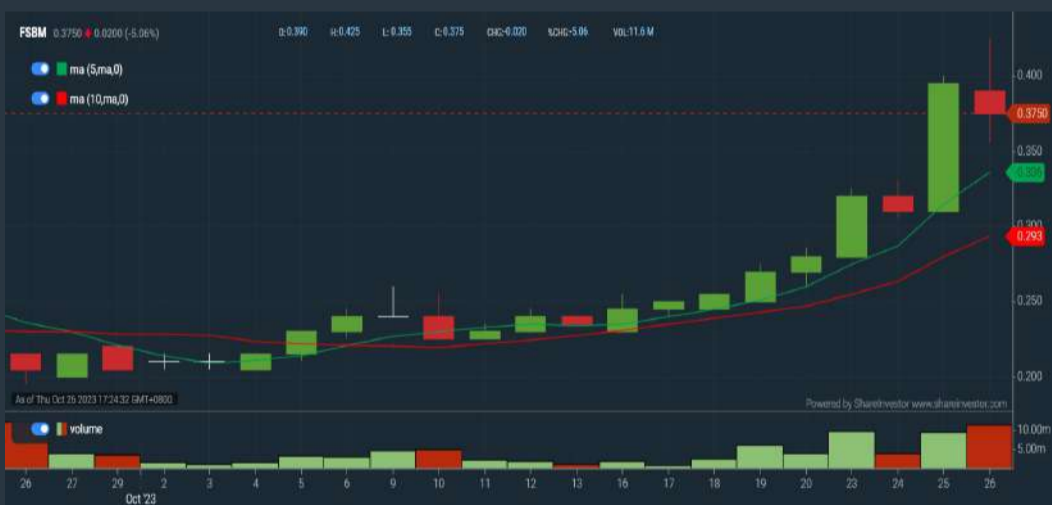 FSBM 0.3750 0.0200 (-5.06%) O:0.390 H:0.425 L:0.355 C:0.375 CHG:-0.020 %CHG:-5.06 VOL:11.6 M
ma (5,ma,0)
ma (10,ma,0)
0.400
0.3750
0.350
0.336
0.300
0.293
0.250
0.200
As of Thu Oct 26 2023 17:24:32 GMT+0800
Powered by ShareInvestor www.shareinvestor.com
volume
10.00m
5.00m
26 27 29 2 3 4 5 6 9 10 11 12 13 16 17 18 19 20 23 24 25 26
Oct '23